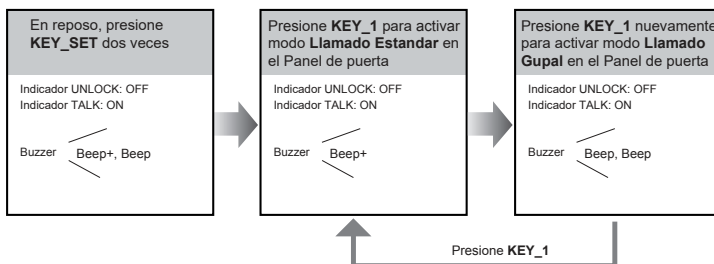 En reposo, presione
KEY_SET dos veces
Indicador UNLOCK: OFF
Indicador TALK: ON
Buzzer
Beep+, Beep
Presione KEY_1 para activar
modo Llamado Estandar en
el Panel de puerta
Indicador UNLOCK: OFF
Indicador TALK: ON
Buzzer
Beep+
Presione KEY_1 nuevamente
para activar modo Llamado
Gupal en el Panel de puerta
Indicador UNLOCK: OFF
Indicador TALK: ON
Buzzer
Beep, Beep
Presione KEY_1